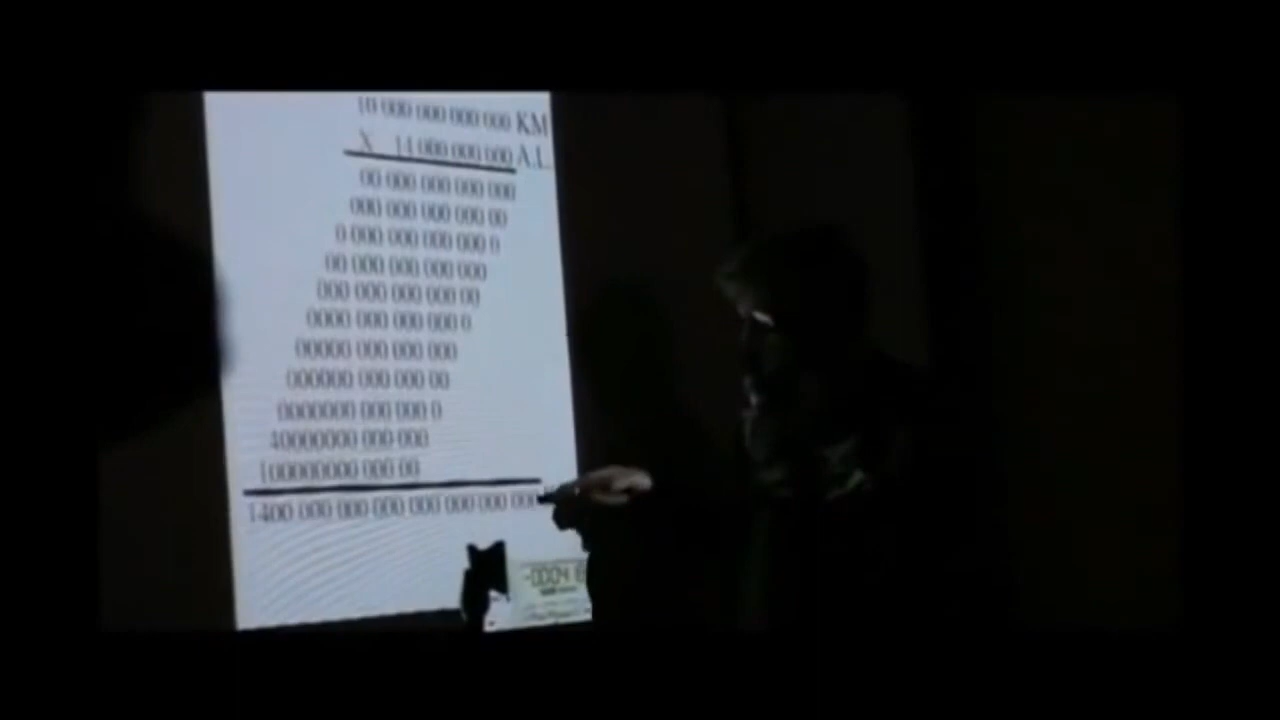 10 000 000 000 000 KM
X 14 000 000 000 A.L.
00 000 000 000 000
000 000 000 000 00
0 000 000 000 000 0
00 000 000 000 000
000 000 000 000 00
0000 000 000 000 0
00000 000 000 000
000000 000 000 00
0000000 000 000 0
40000000 000 000
100000000 000 00
1400 000 000 000 000 000 000 000